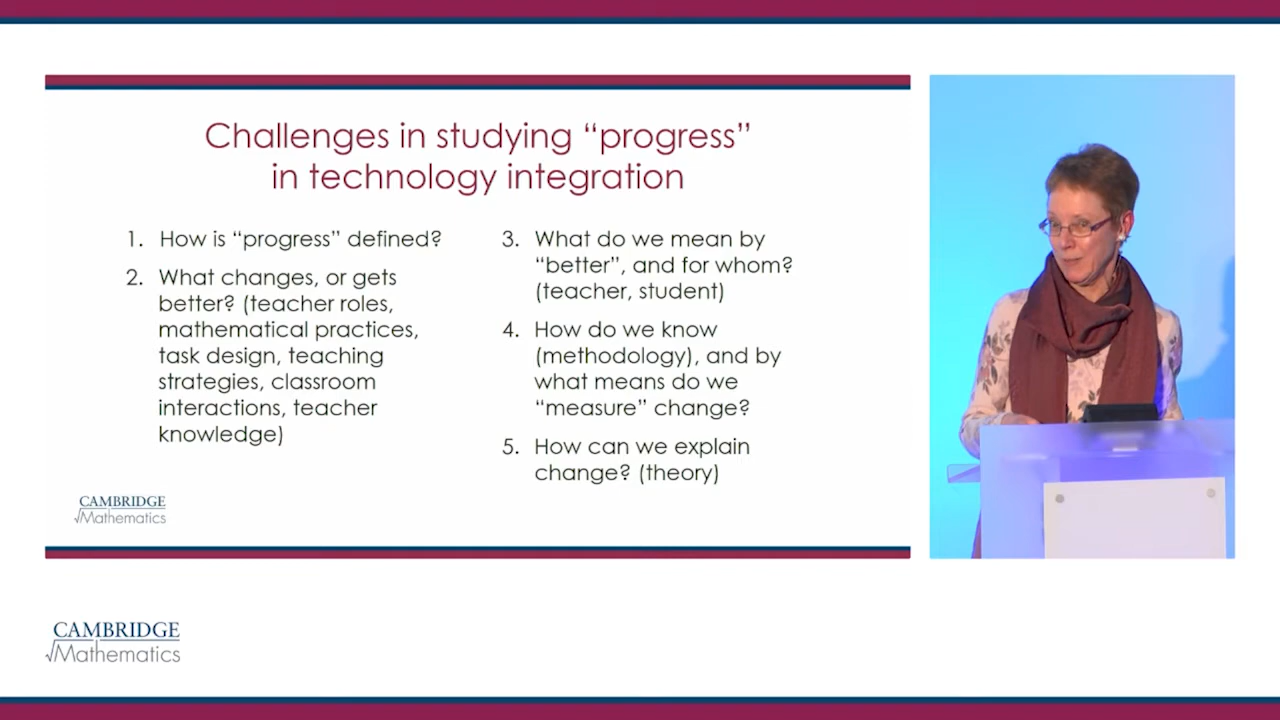 Challenges in studying “progress”
in technology integration
1. How is “progress” defined?
2. What changes, or gets
better? (teacher roles,
mathematical practices,
task design, teaching
strategies, classroom
interactions, teacher
knowledge)
3. What do we mean by
“better”, and for whom?
(teacher, student)
4. How do we know
(methodology), and by
what means do we
“measure” change?
5. How can we explain
change? (theory)
CAMBRIDGE
Mathematics
CAMBRIDGE
Mathematics